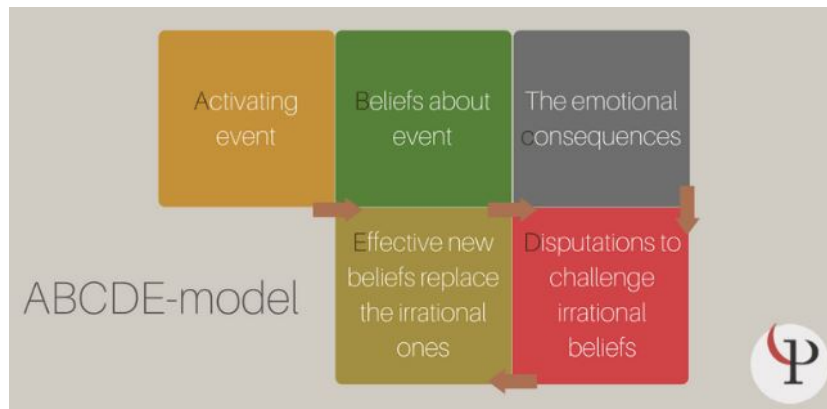 Activating
event
Beliefs about
event
The emotional
consequences
Effective new
beliefs replace
the irrational
ones
Disputations to
challenge
irrational
beliefs
ABCDE-model